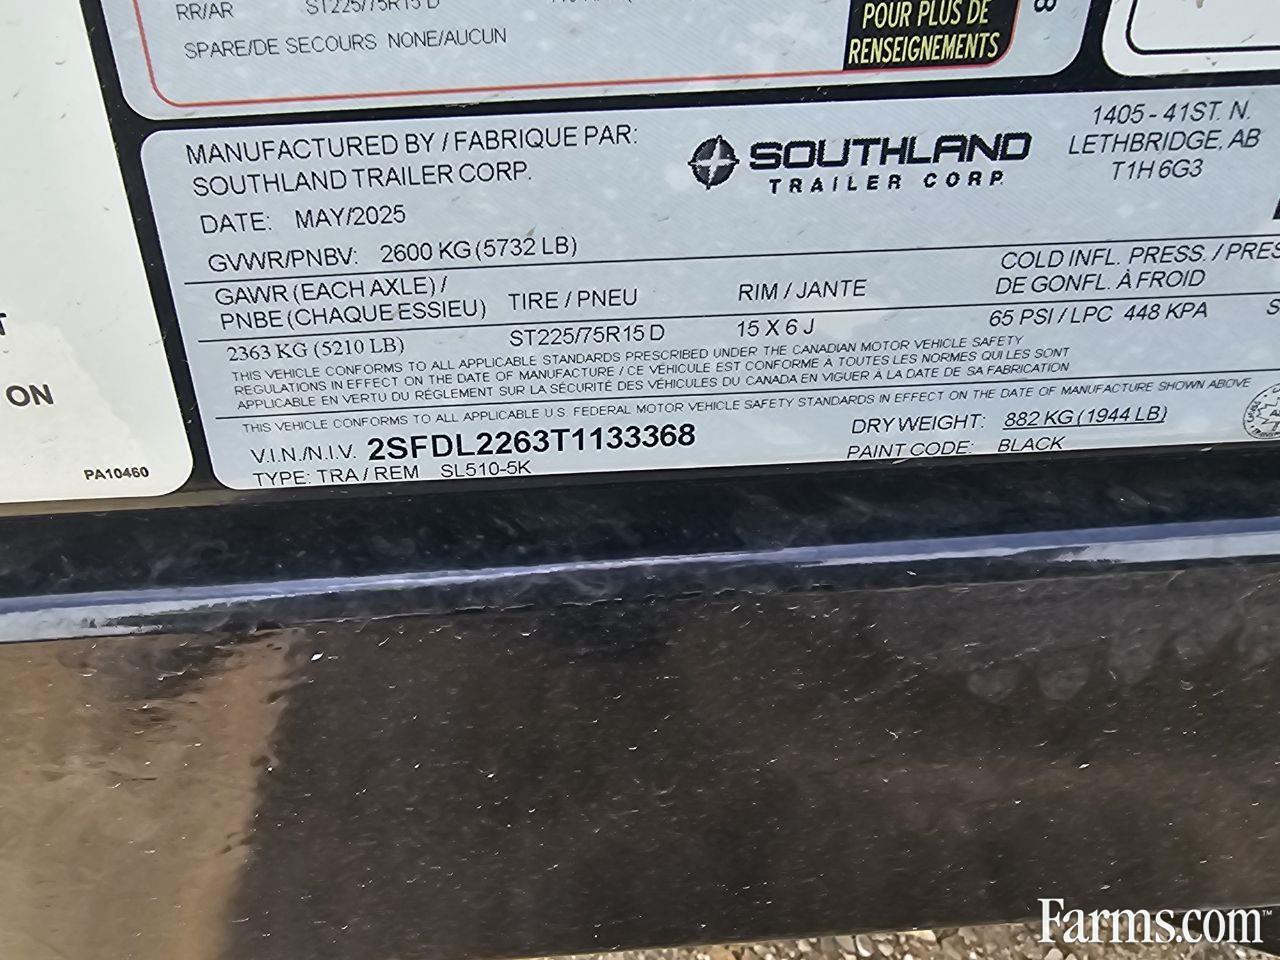 RR/AR ST225/75R15 D
SPARE/DE SECOURS NONE/AUCUN
POUR PLUS DE
RENSEIGNEMENTS
MANUFACTURED BY / FABRIQUE PAR:
SOUTHLAND TRAILER CORP.
SOUTHLAND
TRAILER CORP.
1405 - 41ST. N.
LETHBRIDGE, AB
T1H 6G3
DATE: MAY/2025
GVWR/PNBV: 2600 KG (5732 LB)
GAWR (EACH AXLE) /
PNBE (CHAQUE ESSIEU)
TIRE / PNEU
RIM / JANTE
COLD INFL. PRESS. / PRES
DE GONFL. À FROID
2363 KG (5210 LB)
ST225/75R15 D
15 X 6 J
65 PSI / LPC 448 KPA
THIS VEHICLE CONFORMS TO ALL APPLICABLE STANDARDS PRESCRIBED UNDER THE CANADIAN MOTOR VEHICLE SAFETY
REGULATIONS IN EFFECT ON THE DATE OF MANUFACTURE / CE VÉHICULE EST CONFORME À TOUTES LES NORMES QUI LES SONT
APPLICABLE EN VERTU DU RÉGLEMENT SUR LA SÉCURITÉ DES VÉHICULES DU CANADA EN VIGUER À LA DATE DE SA FABRICATION
THIS VEHICLE CONFORMS TO ALL APPLICABLE U.S. FEDERAL MOTOR VEHICLE SAFETY STANDARDS IN EFFECT ON THE DATE OF MANUFACTURE SHOWN ABOVE
V.I.N./N.I.V. 2SFDL2263T1133368
DRY WEIGHT: 882 KG (1944 LB)
TYPE: TRA / REM SL510-5K
PAINT CODE: BLACK
ON
PA10460
Farms.com™